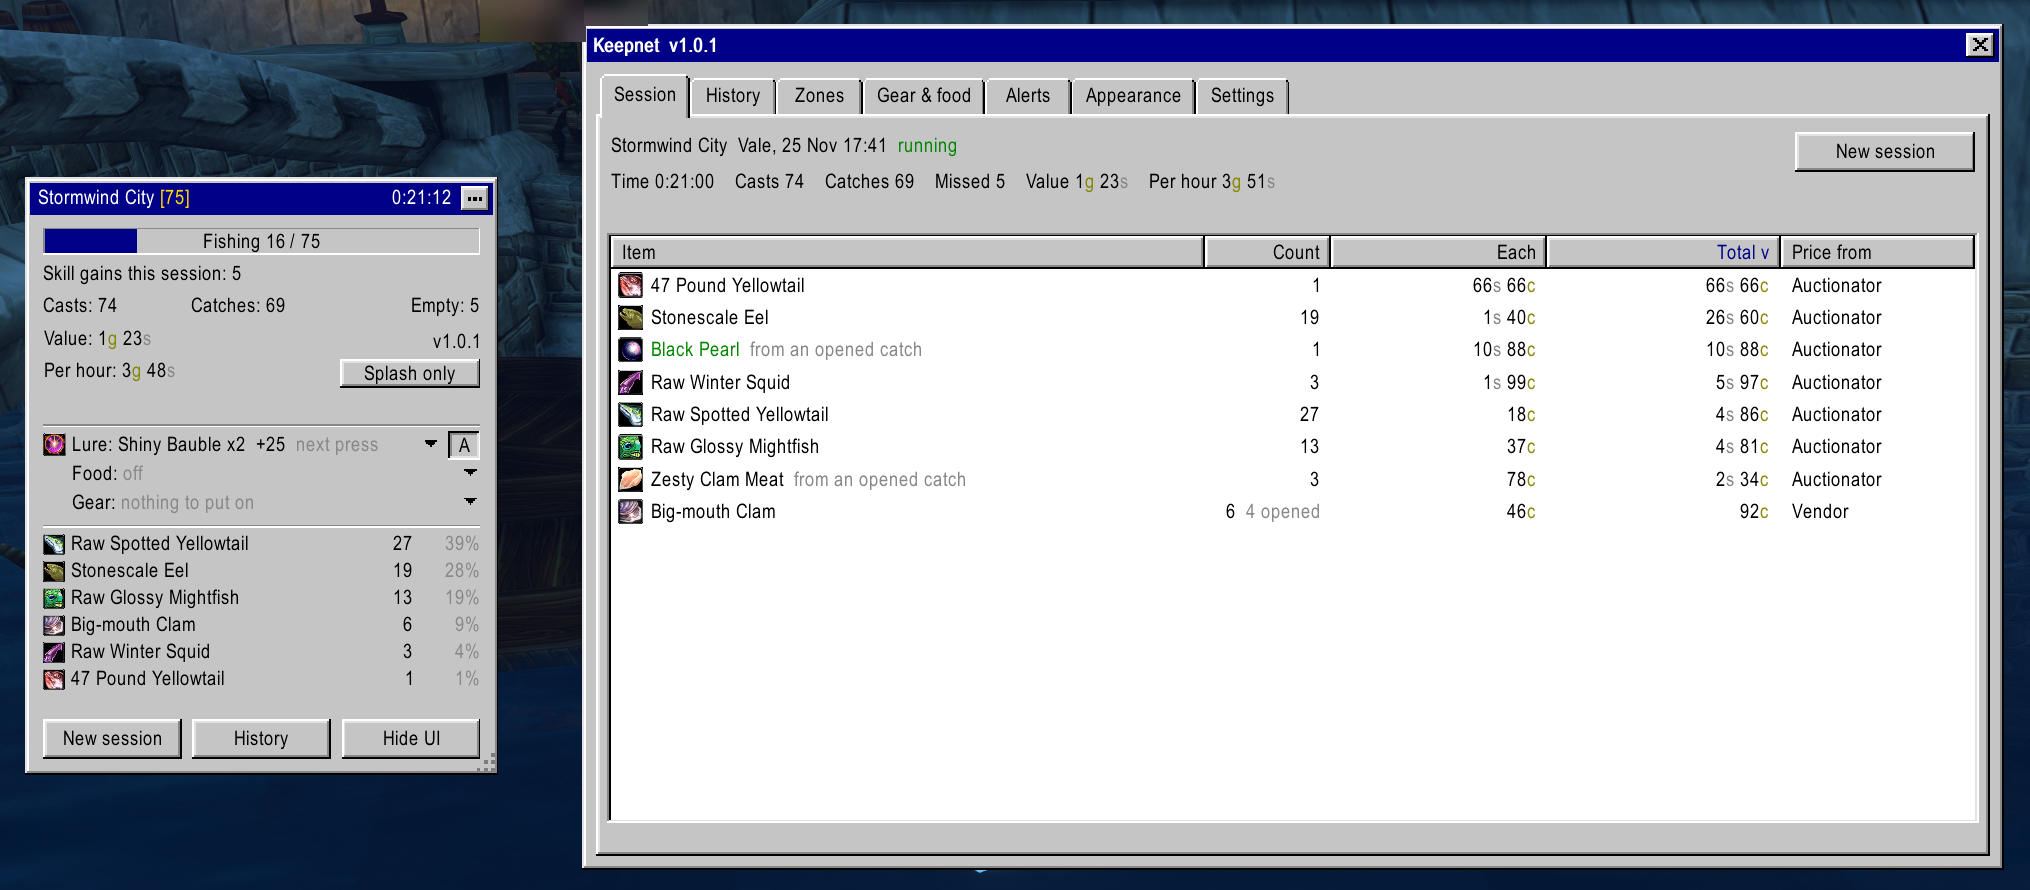 Keepnet v1.0.1
Session History Zones Gear & food Alerts Appearance Settings
Stormwind City Vale, 25 Nov 17:41 running
New session
Time 0:21:00 Casts 74 Catches 69 Missed 5 Value 1g 23s Per hour 3g 51s
Item Count Each Total v Price from
47 Pound Yellowtail 1 66s 66c 66s 66c Auctionator
Stonescale Eel 19 1s 40c 26s 60c Auctionator
Black Pearl from an opened catch 1 10s 88c 10s 88c Auctionator
Raw Winter Squid 3 1s 99c 5s 97c Auctionator
Raw Spotted Yellowtail 27 18c 4s 86c Auctionator
Raw Glossy Mightfish 13 37c 4s 81c Auctionator
Zesty Clam Meat from an opened catch 3 78c 2s 34c Auctionator
Big-mouth Clam 6 4 opened 46c 92c Vendor
Stormwind City [75] 0:21:12 ...
Fishing 16 / 75
Skill gains this session: 5
Casts: 74 Catches: 69 Empty: 5
Value: 1g 23s v1.0.1
Per hour: 3g 48s Splash only
Lure: Shiny Bauble x2 +25 next press A
Food: off
Gear: nothing to put on
Raw Spotted Yellowtail 27 39%
Stonescale Eel 19 28%
Raw Glossy Mightfish 13 19%
Big-mouth Clam 6 9%
Raw Winter Squid 3 4%
47 Pound Yellowtail 1 1%
New session History Hide UI